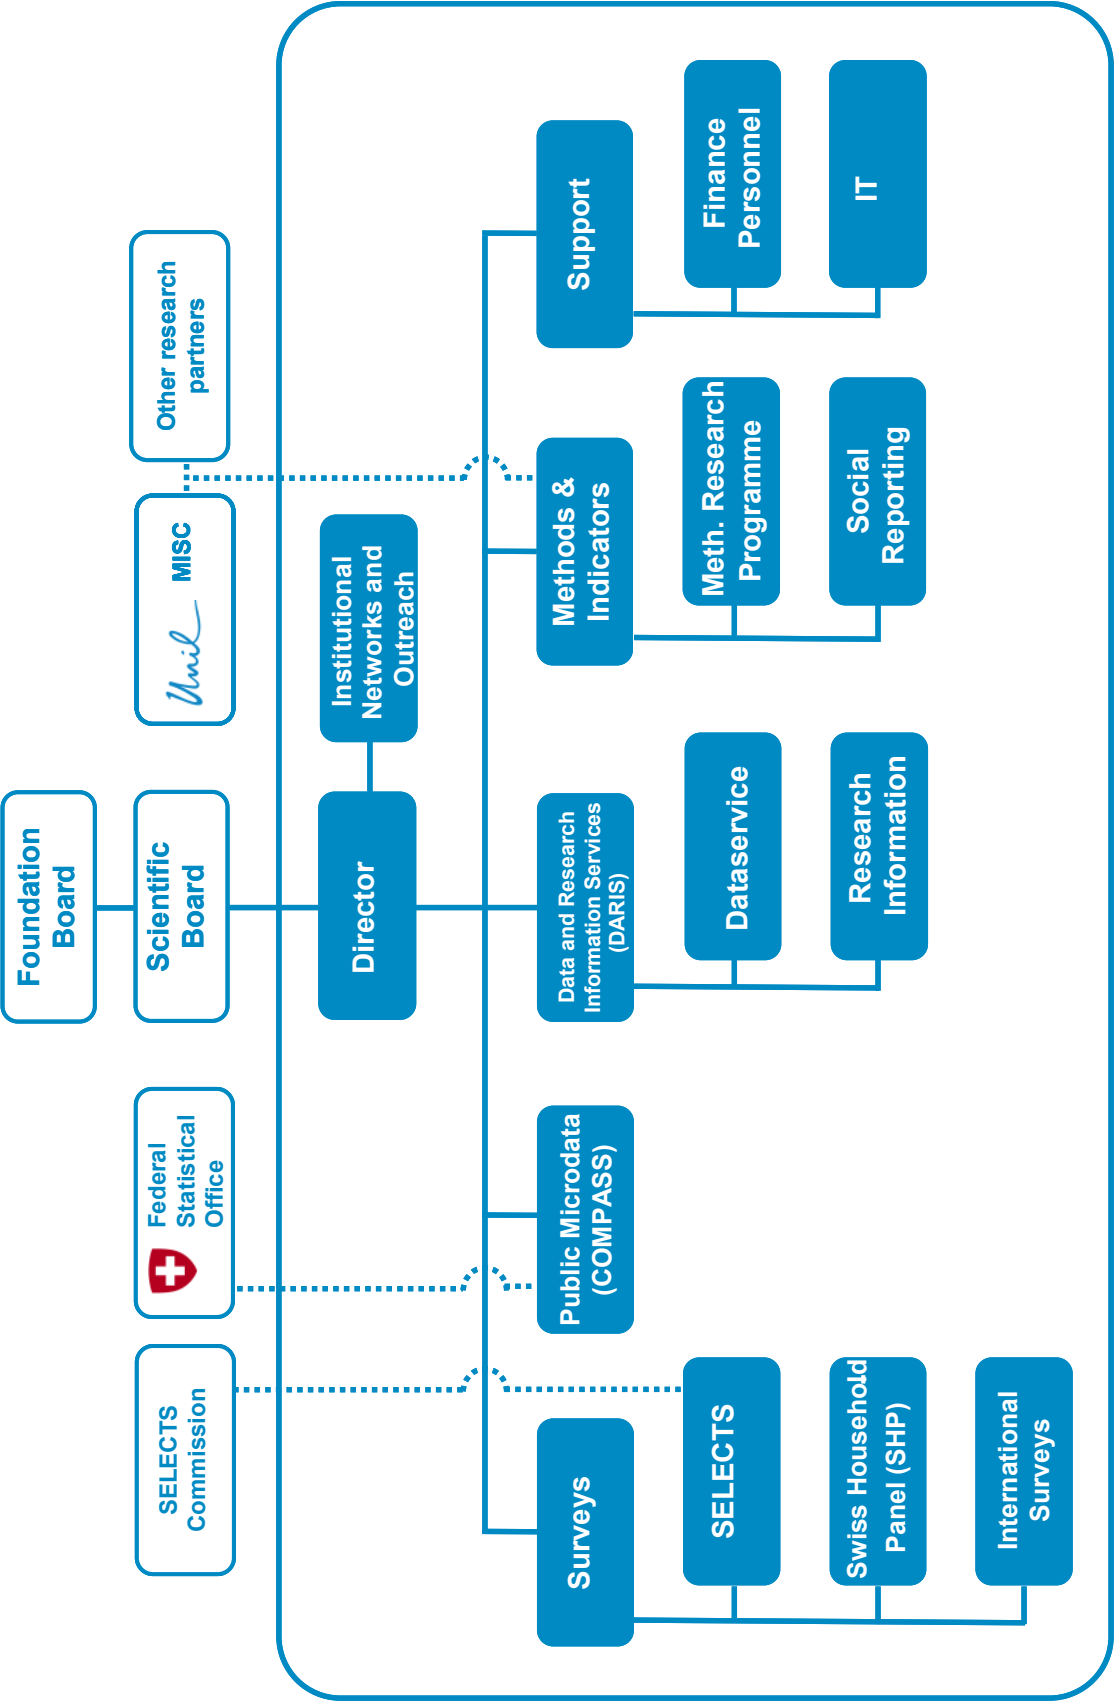 Foundation
Board
SELECTS
Commission
Federal
Statistical
Office
Scientific
Board
Unil
MISC
Other research
partners
Director
Institutional
Networks and
Outreach
Surveys
Public Microdata
(COMPASS)
Data and Research
Information Services
(DARIS)
Methods &
Indicators
Support
SELECTS
Dataservice
Meth. Research
Programme
Finance
Personnel
Swiss Household
Panel (SHP)
Research
Information
Social
Reporting
IT
International
Surveys